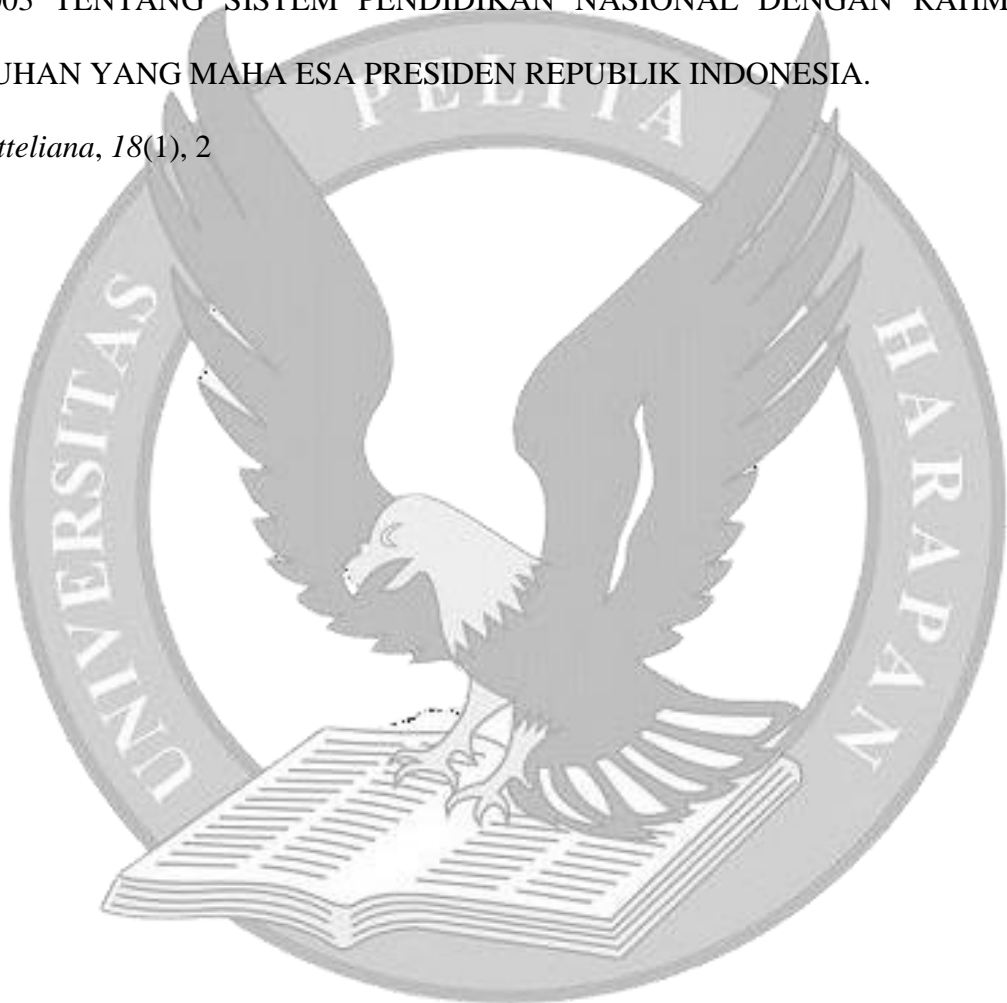 003 TENTANG SISTEM PENDIDIKAN NASIONAL DENGAN RAHM
UHAN YANG MAHA ESA PRESIDEN REPUBLIK INDONESIA.
tteliana, 18(1), 2
UNIVERSITAS PELITA HARAPAN